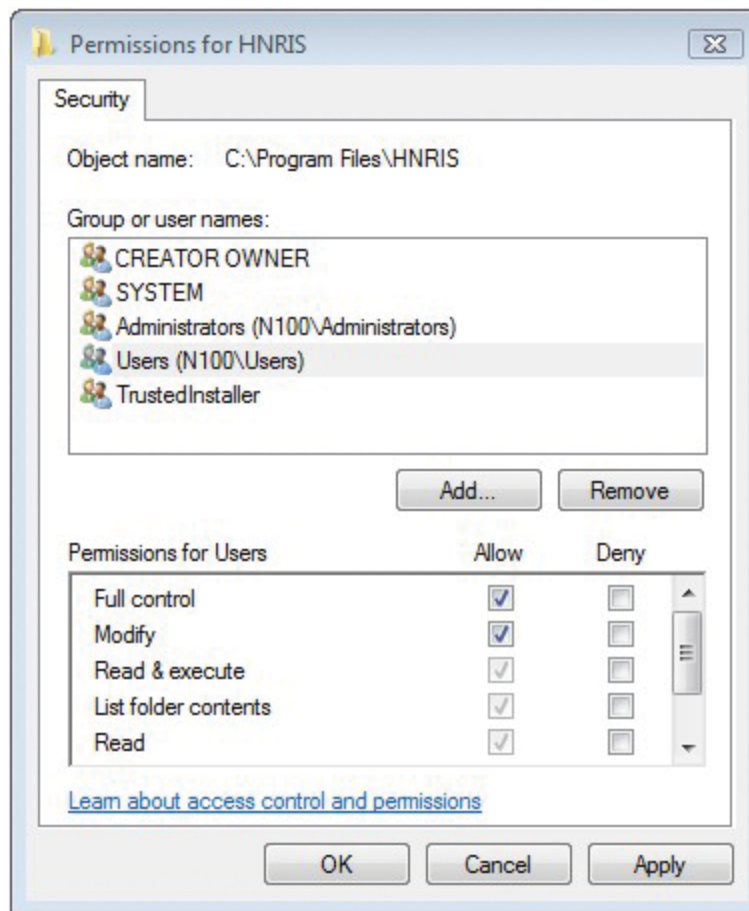 Permissions for HNRIS
Security
Object name: C:\Program Files\HNRIS
Group or user names:
CREATOR OWNER
SYSTEM
Administrators (N100\Administrators)
Users (N100\Users)
TrustedInstaller
Add... Remove
Permissions for Users Allow Deny
Full control
Modify
Read & execute
List folder contents
Read
Learn about access control and permissions
OK Cancel Apply